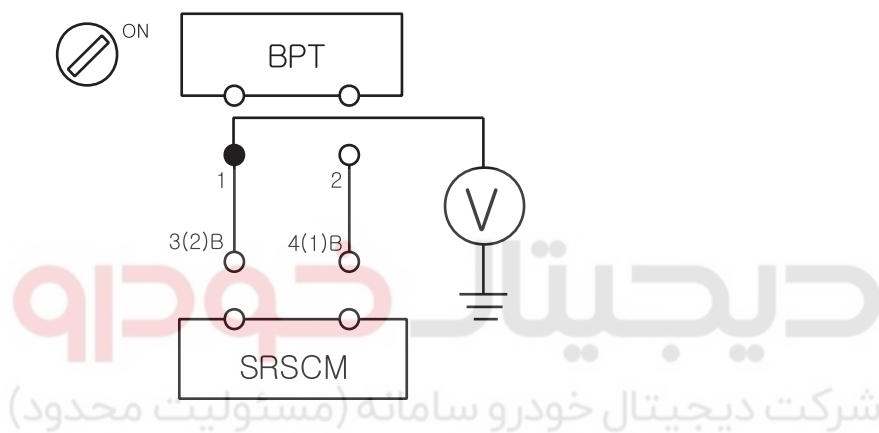 ON
BPT
1
2
V
3(2)B
4(1)B
دیجیتال خودرو
SRSCM
شرکت دیجیتال خودرو سامانه (مسئولیت محدود)